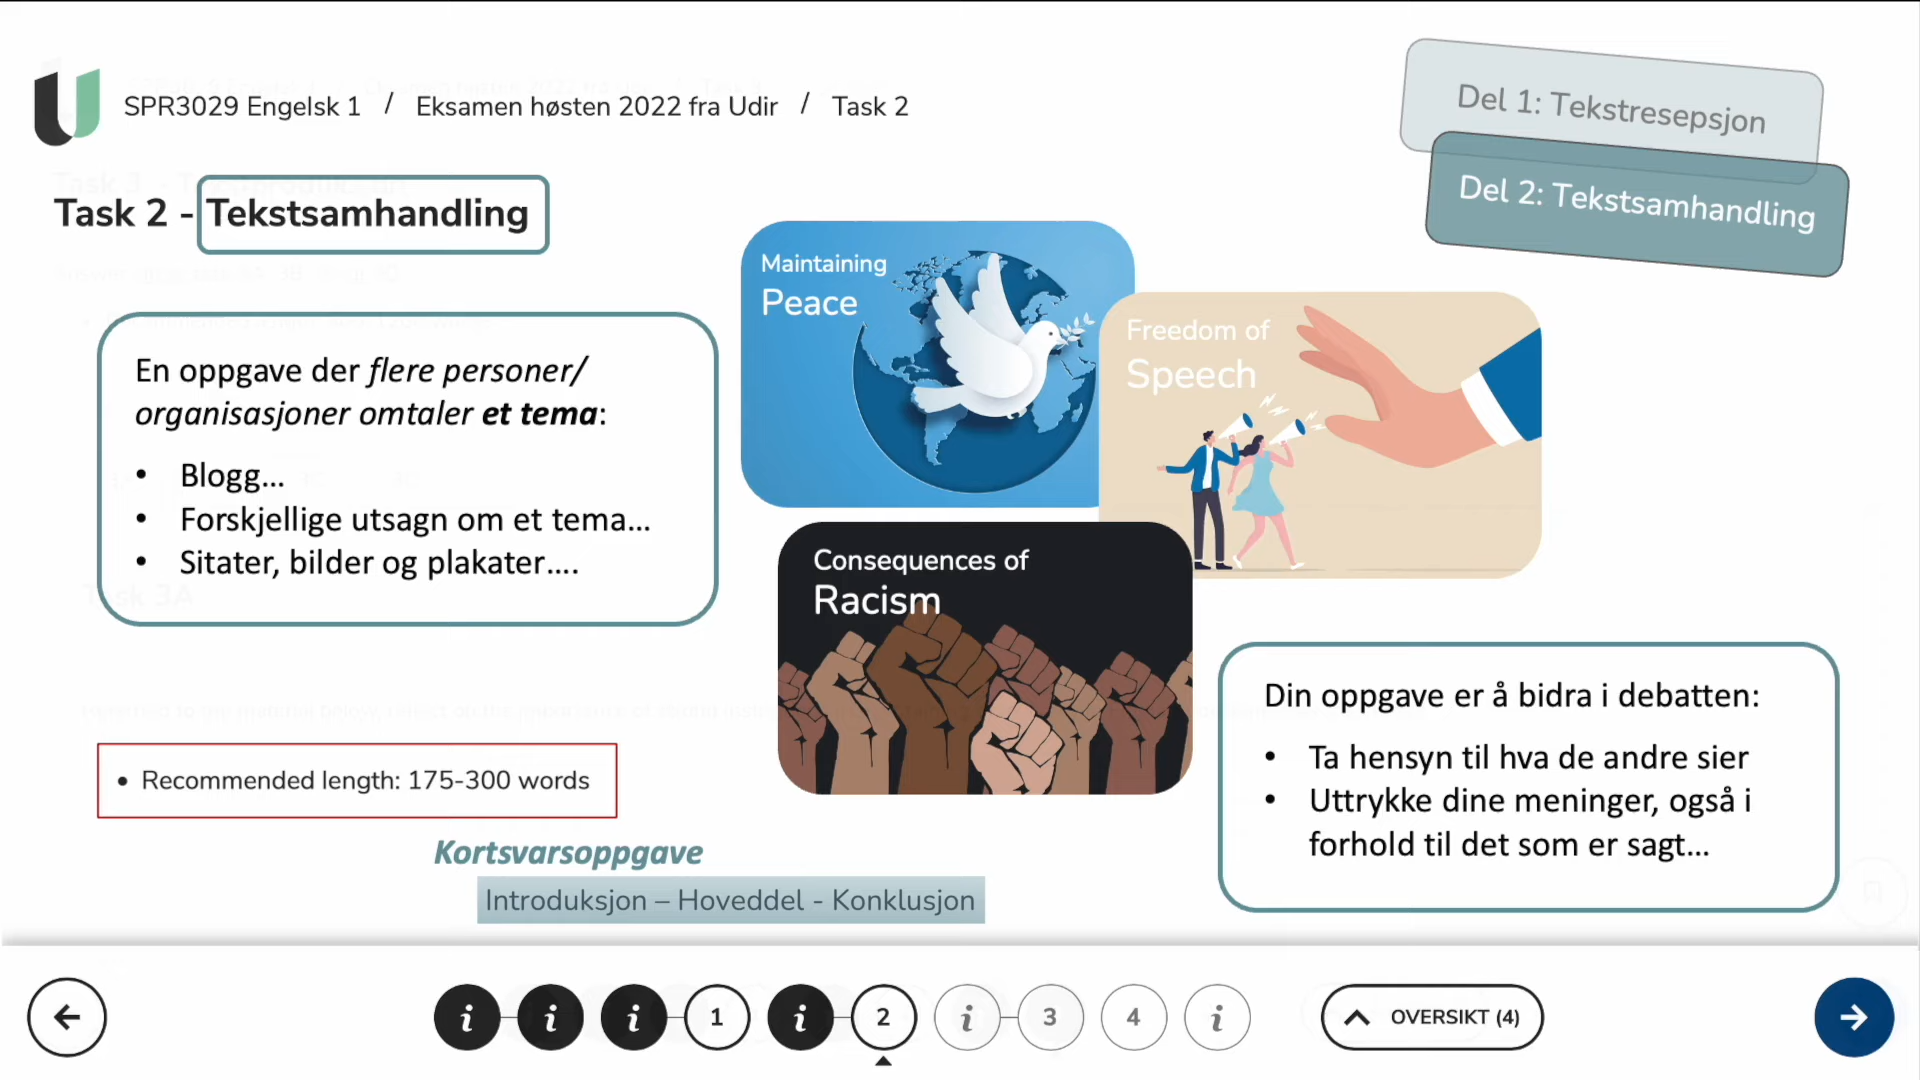 SPR3029 Engelsk 1 / Eksamen høsten 2022 fra Udir / Task 2
Del 1: Tekstresepsjon
Del 2: Tekstsamhandling
Task 2 - Tekstsamhandling
En oppgave der flere personer/
organisasjoner omtaler et tema:
• Blogg...
• Forskjellige utsagn om et tema...
• Sitater, bilder og plakater....
Maintaining
Peace
Freedom of
Speech
Consequences of
Racism
Task 3A
• Recommended length: 175-300 words
Kortsvarsoppgave
Introduksjon – Hoveddel - Konklusjon
Din oppgave er å bidra i debatten:
• Ta hensyn til hva de andre sier
• Uttrykke dine meninger, også i
forhold til det som er sagt...
i i i 1 i 2 i 3 4 i
OVERSIKT (4)